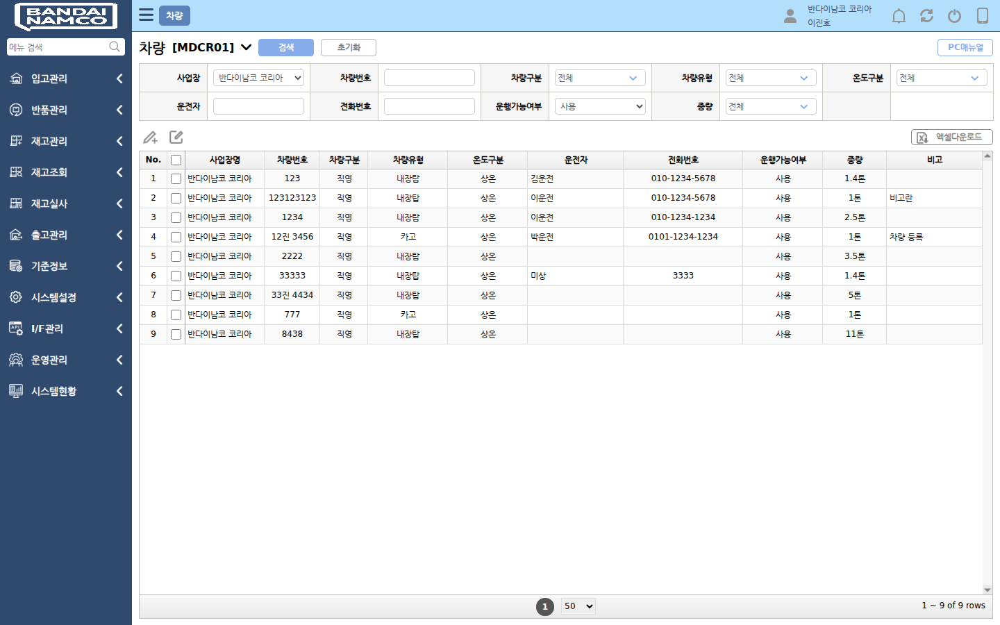 BANDAI
NAMCO
메뉴 검색
입고관리
반품관리
재고관리
재고조회
재고실사
출고관리
기준정보
시스템설정
I/F관리
운영관리
시스템현황
차량
반다이남코 코리아
이진호
차량 [MDCR01] 검색 초기화 PC매뉴얼
사업장 반다이남코 코리아 차량번호 차량구분 전체 차량유형 전체 온도구분 전체
운전자 전화번호 운행가능여부 사용 중량 전체
엑셀다운로드
No. 사업장명 차량번호 차량구분 차량유형 온도구분 운전자 전화번호 운행가능여부 중량 비고
1 반다이남코 코리아 123 직영 내장탑 상온 김운전 010-1234-5678 사용 1.4톤
2 반다이남코 코리아 123123123 직영 내장탑 상온 이운전 010-1234-5678 사용 1톤 비고란
3 반다이남코 코리아 1234 직영 내장탑 상온 이운전 010-1234-1234 사용 2.5톤
4 반다이남코 코리아 12진 3456 직영 카고 상온 박운전 0101-1234-1234 사용 1톤 차량 등록
5 반다이남코 코리아 2222 직영 내장탑 상온 사용 3.5톤
6 반다이남코 코리아 33333 직영 내장탑 상온 미상 3333 사용 1.4톤
7 반다이남코 코리아 33진 4434 직영 내장탑 상온 사용 5톤
8 반다이남코 코리아 777 직영 카고 상온 사용 1톤
9 반다이남코 코리아 8438 직영 내장탑 상온 사용 11톤
1 50 1 ~ 9 of 9 rows